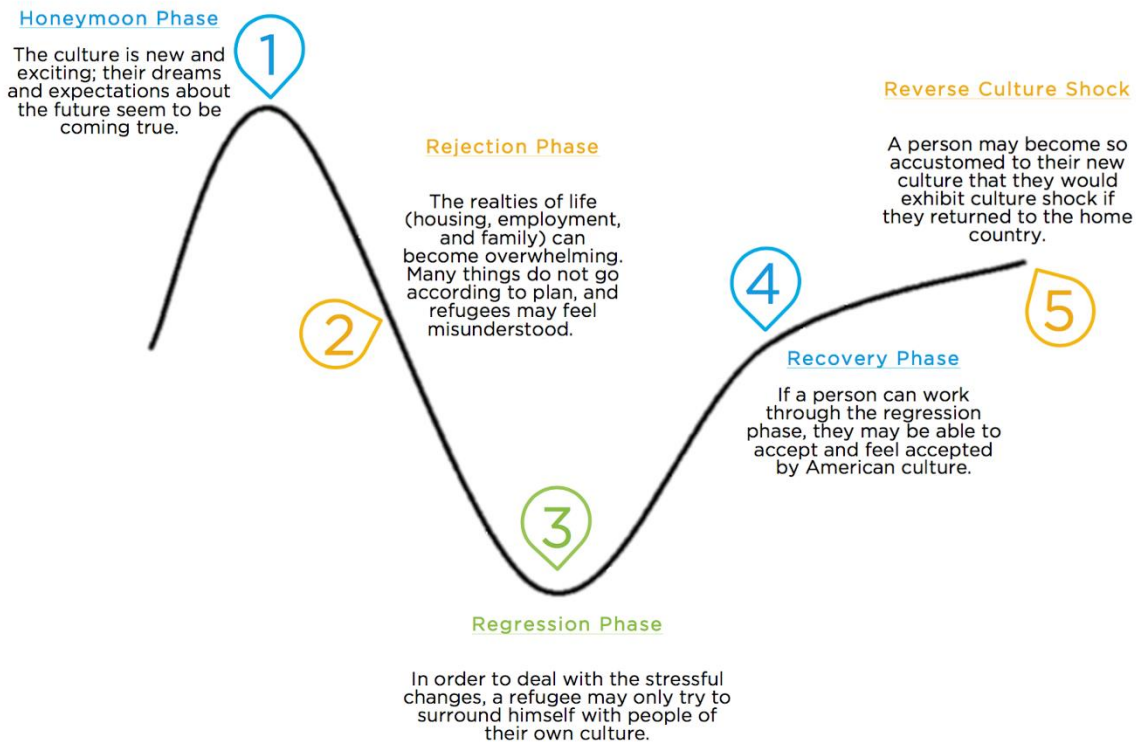 Honeymoon Phase
1
The culture is new and
exciting; their dreams
and expectations about
the future seem to be
coming true.
Rejection Phase
2
The realties of life
(housing, employment,
and family) can
become overwhelming.
Many things do not go
according to plan, and
refugees may feel
misunderstood.
3
Regression Phase
In order to deal with the stressful
changes, a refugee may only try to
surround himself with people of
their own culture.
4
Recovery Phase
If a person can work
through the regression
phase, they may be able to
accept and feel accepted
by American culture.
Reverse Culture Shock
A person may become so
accustomed to their new
culture that they would
exhibit culture shock if
they returned to the home
country.
5